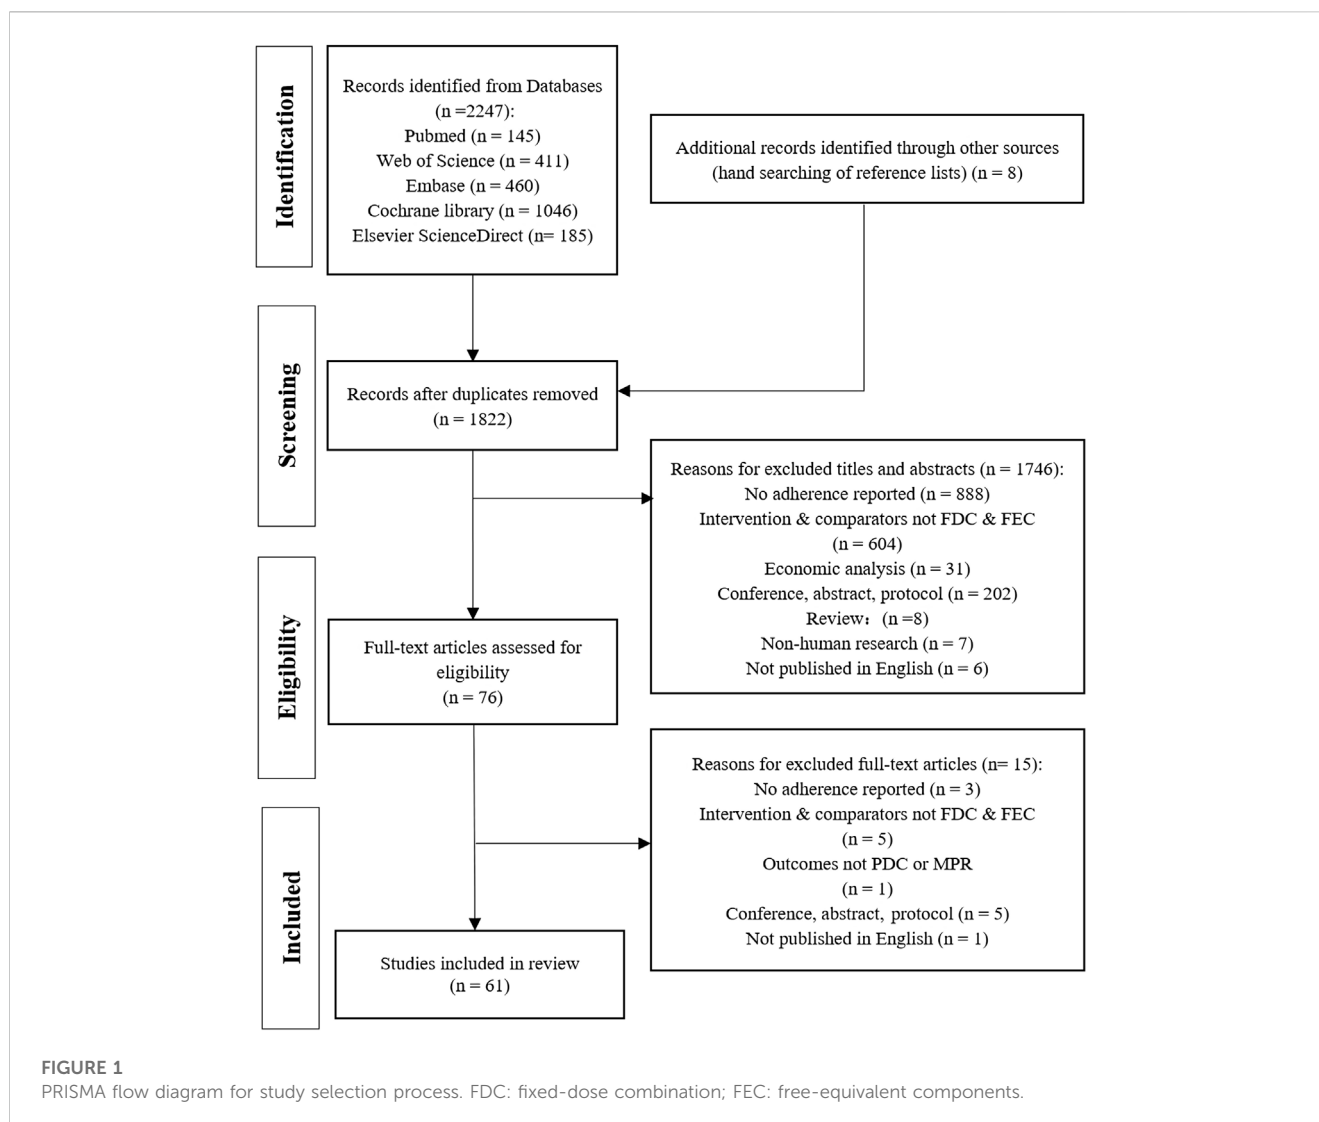 Identification
Records identified from Databases
(n =2247):
Pubmed (n = 145)
Web of Science (n = 411)
Embase (n = 460)
Cochrane library (n = 1046)
Elsevier ScienceDirect (n= 185)
Additional records identified through other sources
(hand searching of reference lists) (n = 8)
Screening
Records after duplicates removed
(n = 1822)
Reasons for excluded titles and abstracts (n = 1746):
No adherence reported (n = 888)
Intervention & comparators not FDC & FEC
(n = 604)
Economic analysis (n = 31)
Conference, abstract, protocol (n = 202)
Review：(n =8)
Non-human research (n = 7)
Not published in English (n = 6)
Eligibility
Full-text articles assessed for
eligibility
(n = 76)
Reasons for excluded full-text articles (n= 15):
No adherence reported (n = 3)
Intervention & comparators not FDC & FEC
(n = 5)
Outcomes not PDC or MPR
(n = 1)
Conference, abstract, protocol (n = 5)
Not published in English (n = 1)
Included
Studies included in review
(n = 61)
FIGURE 1
PRISMA flow diagram for study selection process. FDC: fixed-dose combination; FEC: free-equivalent components.